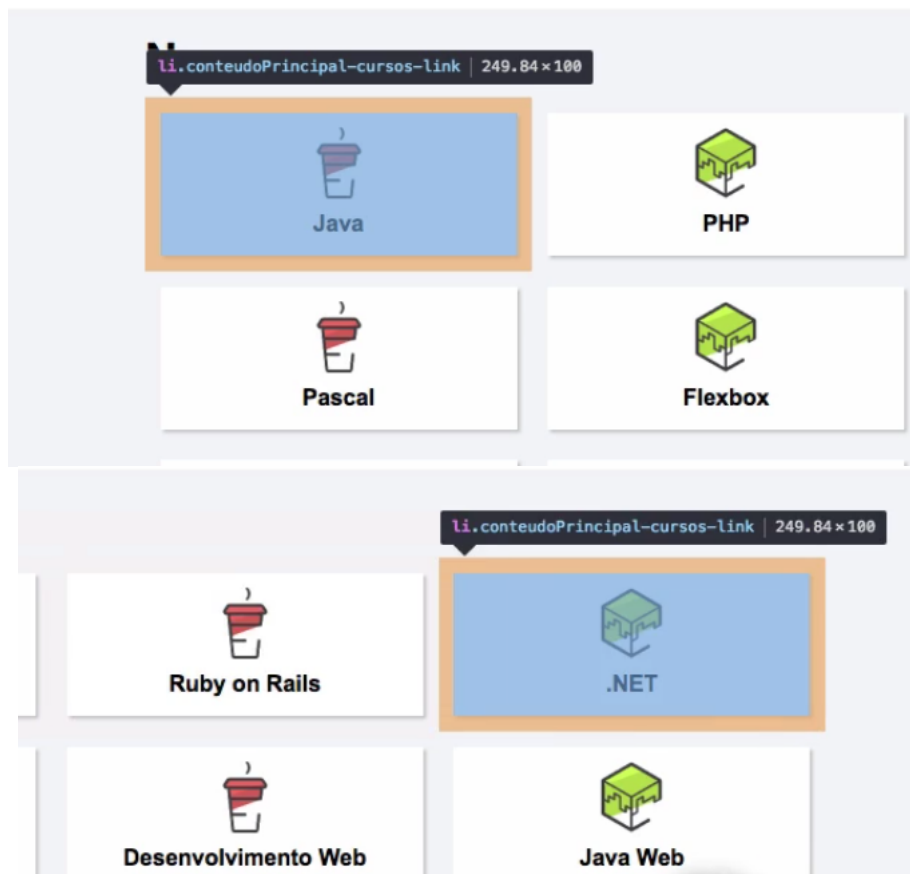 li.conteudoPrincipal-cursos-link | 249.84×100
Java
PHP
Pascal
Flexbox
li.conteudoPrincipal-cursos-link | 249.84×100
Ruby on Rails
.NET
Desenvolvimento Web
Java Web